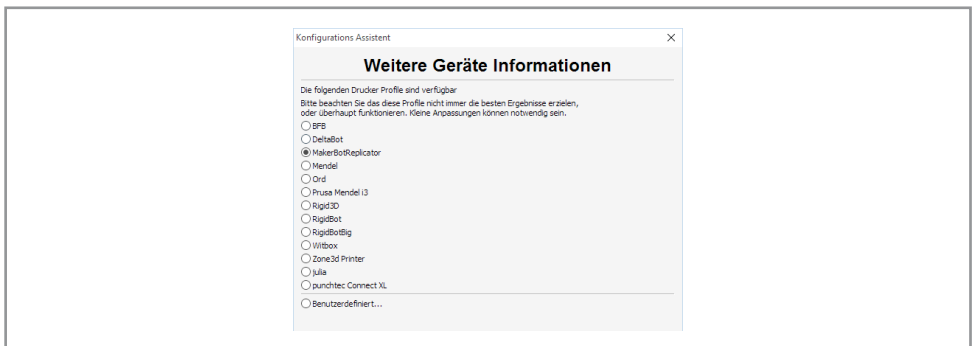 Konfigurations Assistent
Weitere Geräte Informationen
Die folgenden Drucker Profile sind verfügbar
Bitte beachten Sie das diese Profile nicht immer die besten Ergebnisse erzielen,
oder überhaupt funktionieren. Kleine Anpassungen können notwendig sein.
BFB
DeltaBot
MakerBotReplicator
Mendel
Ord
Prusa Mendel i3
Rigid3D
RigidBot
RigidBotBig
Witbox
Zone3d Printer
julia
punchtec Connect XL
Benutzerdefiniert...